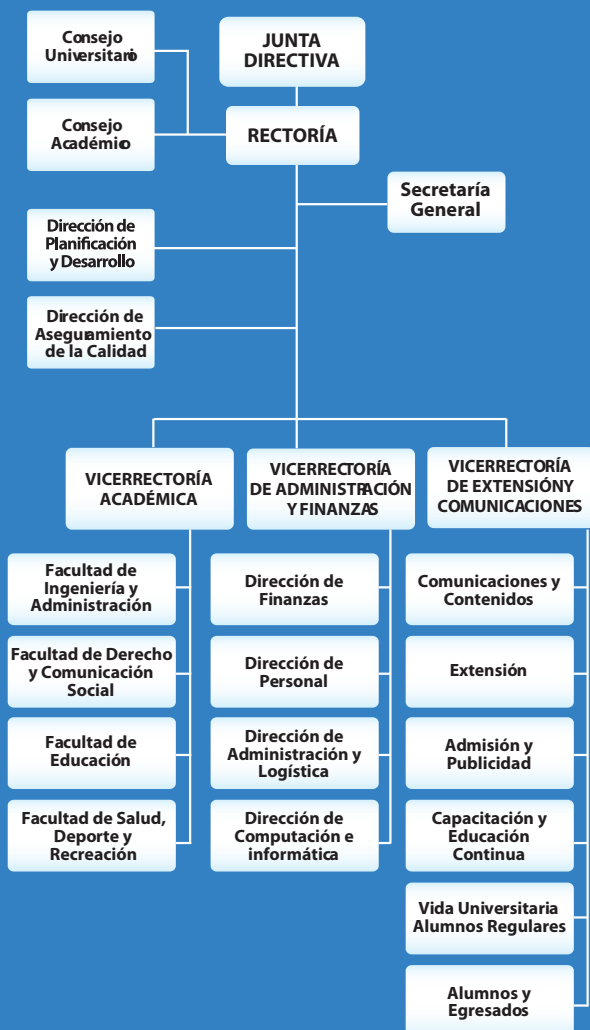 Consejo
Universitario
JUNTA
DIRECTIVA
Consejo
Académico
RECTORÍA
Secretaría
General
Dirección de
Planificación
y Desarrollo
Dirección de
Aseguramiento
de la Calidad
VICERRECTORÍA
ACADÉMICA
VICERRECTORÍA
DE ADMINISTRACIÓN
Y FINANZAS
VICERRECTORÍA
DE EXTENSIÓN Y
COMUNICACIONES
Facultad de
Ingeniería y
Administración
Facultad de Derecho
y Comunicación
Social
Facultad de
Educación
Facultad de Salud,
Deporte y
Recreación
Dirección de
Finanzas
Dirección de
Personal
Dirección de
Administración y
Logística
Dirección de
Computación e
informática
Comunicaciones y
Contenidos
Extensión
Admisión y
Publicidad
Capacitación y
Educación
Continua
Vida Universitaria
Alumnos Regulares
Alumnos y
Egresados